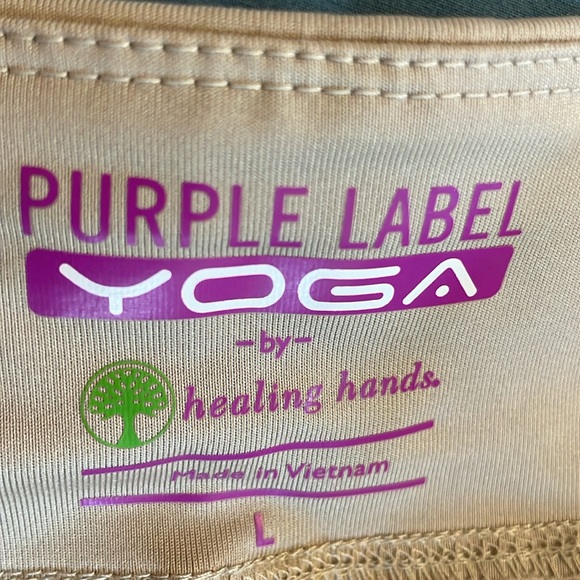 PURPLE LABEL
YOGA
-by-
healing hands.
Made in Vietnam
L